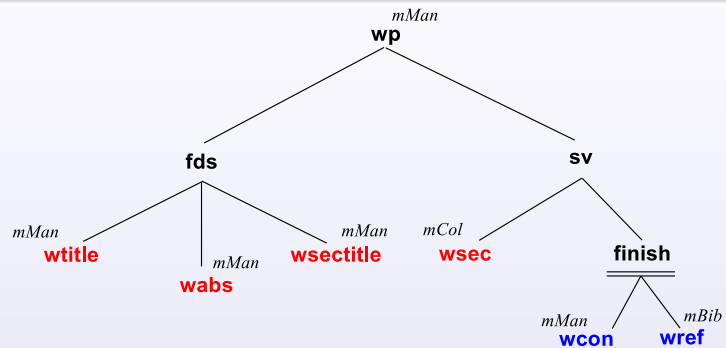 mMan
wp
fds
sv
mMan
wtitle
mMan
wabs
mMan
wsectitle
mCol
wsec
finish
mMan
wcon
mBib
wref